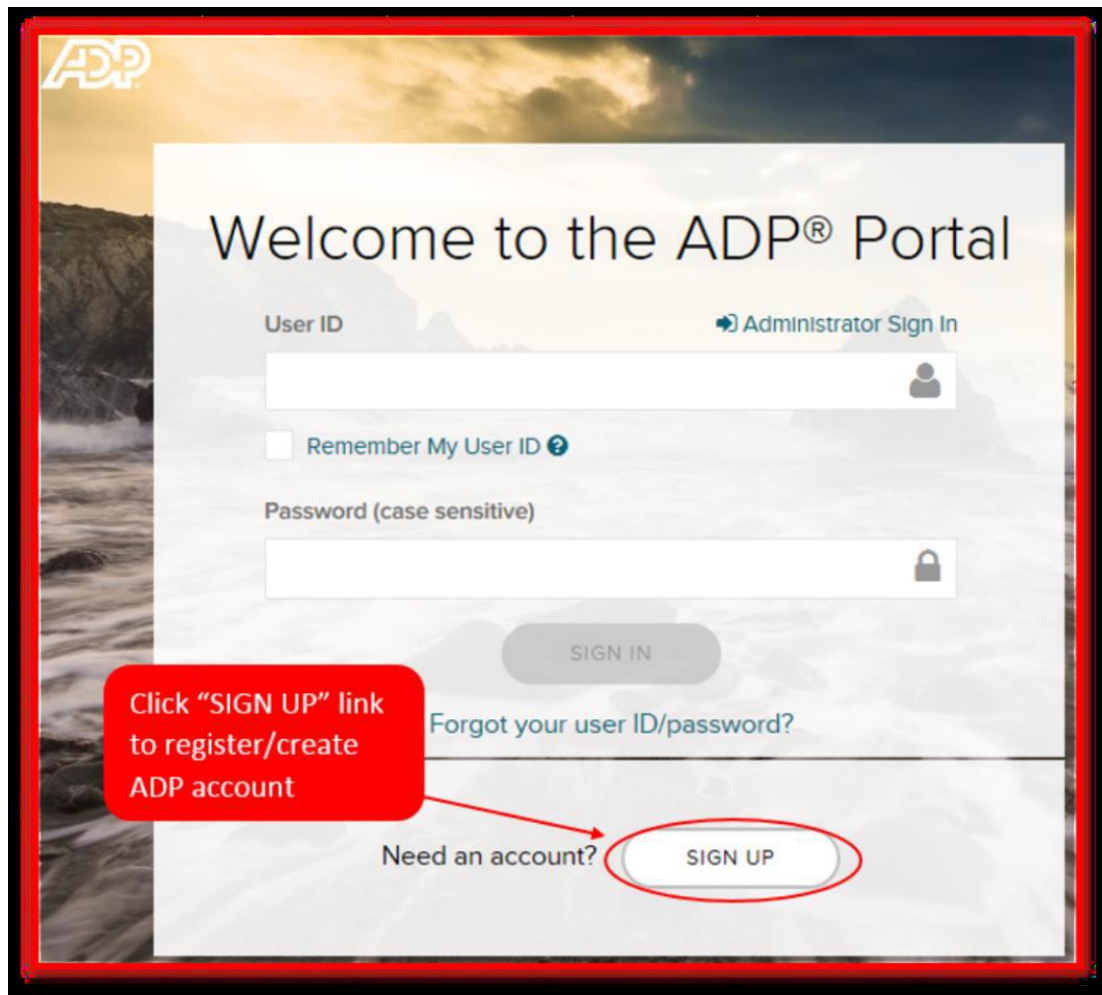 ADP
Welcome to the ADP® Portal
User ID
Administrator Sign In
Remember My User ID
Password (case sensitive)
SIGN IN
Forgot your user ID/password?
Click “SIGN UP” link
to register/create
ADP account
Need an account?
SIGN UP